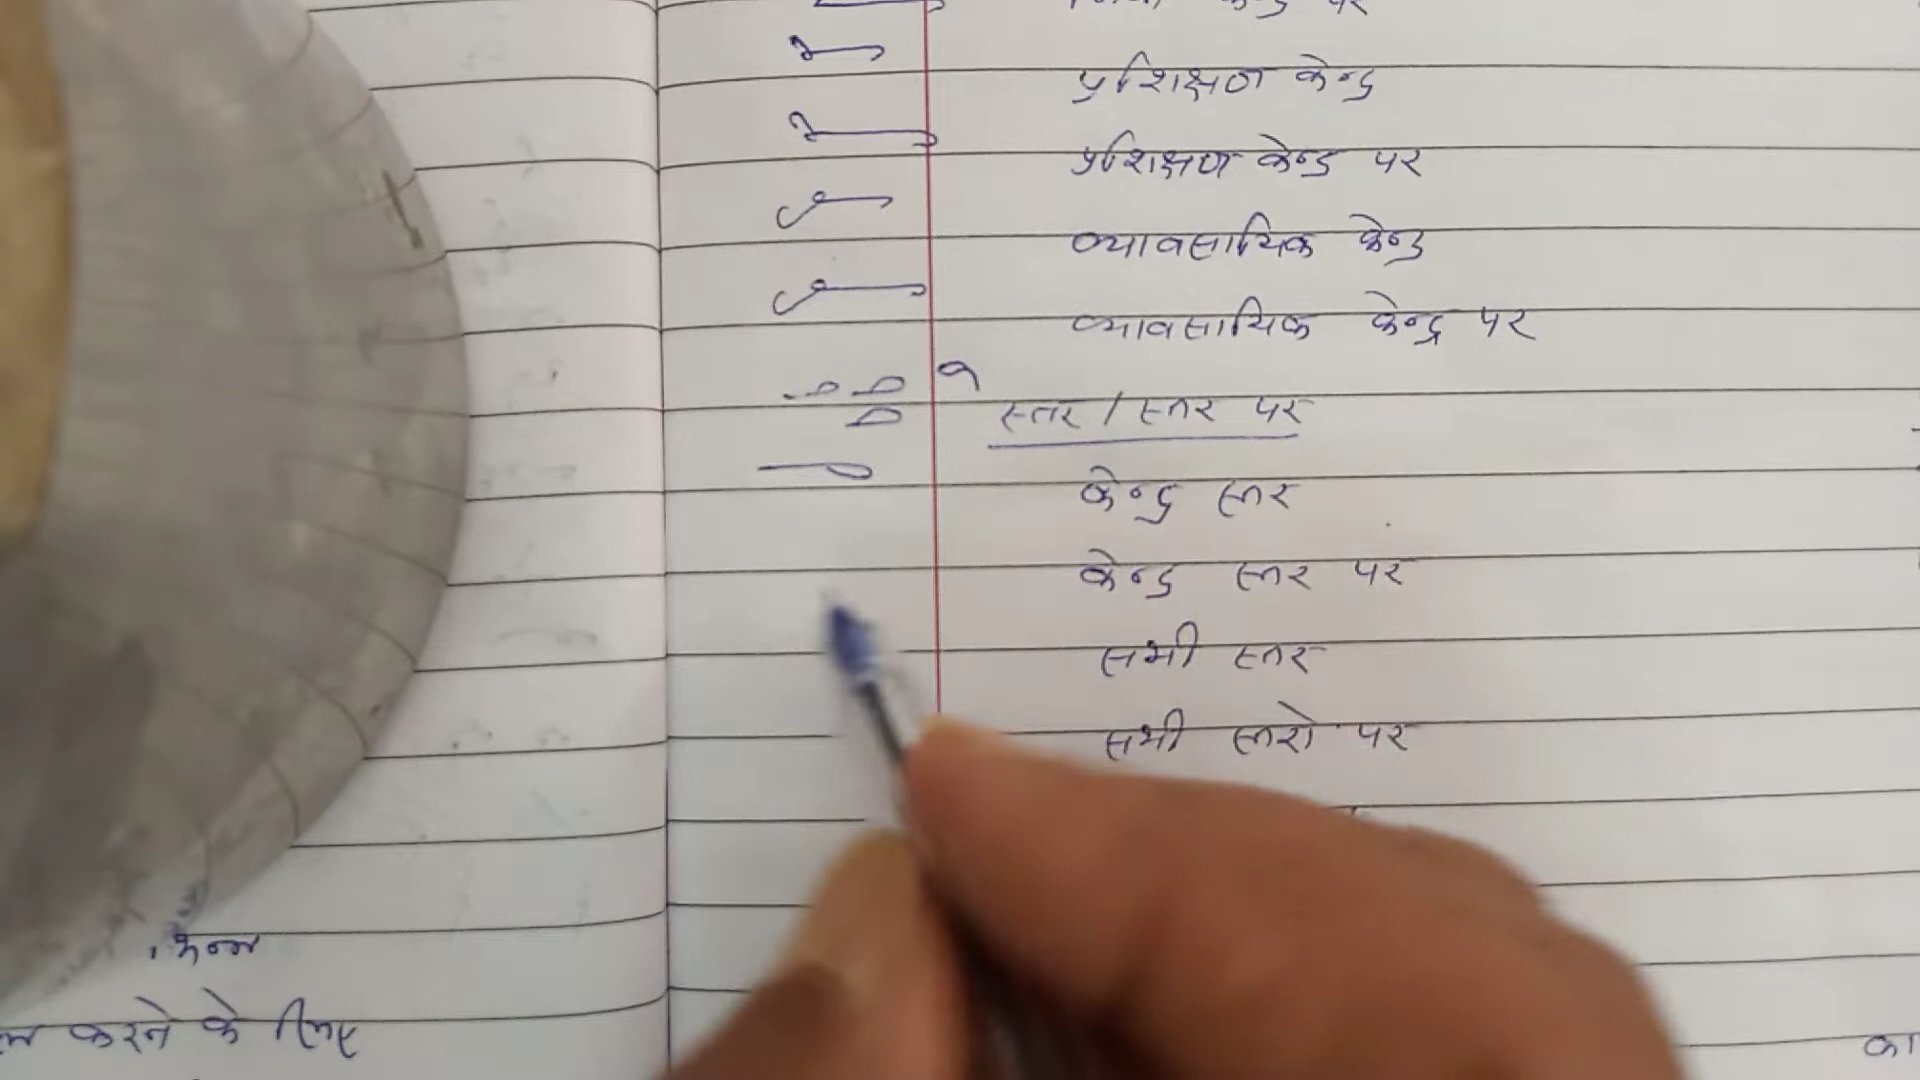 केन्द्र पर
प्रशिक्षण केन्द्र
प्रशिक्षण केन्द्र पर
व्यावसायिक केन्द्र
व्यावसायिक केन्द्र पर
स्तर / स्तर पर
केन्द्र स्तर
केन्द्र स्तर पर
सभी स्तर
सभी स्तरो पर
करने के लिए
का